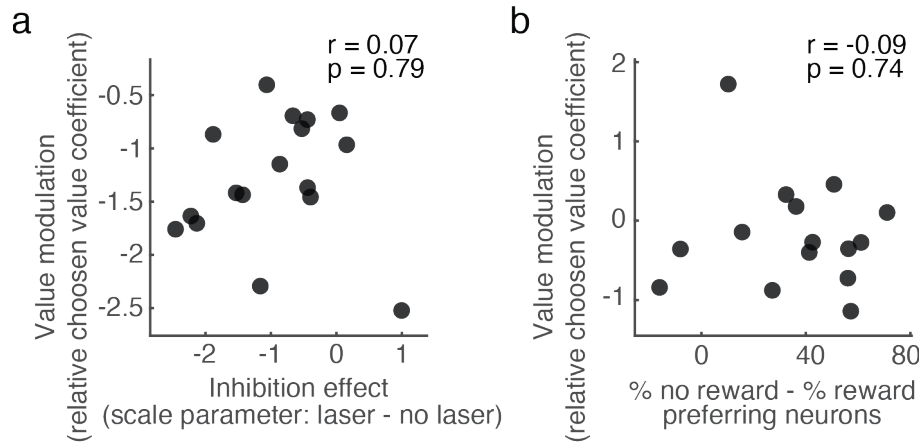 a
r = 0.07
p = 0.79
Value modulation
(relative choosen value coefficient)
-0.5
-1
-1.5
-2
-2.5
-2
-1
0
1
Inhibition effect
(scale parameter: laser - no laser)
b
r = -0.09
p = 0.74
Value modulation
(relative choosen value coefficient)
2
1
0
-1
0
40
80
% no reward - % reward
preferring neurons